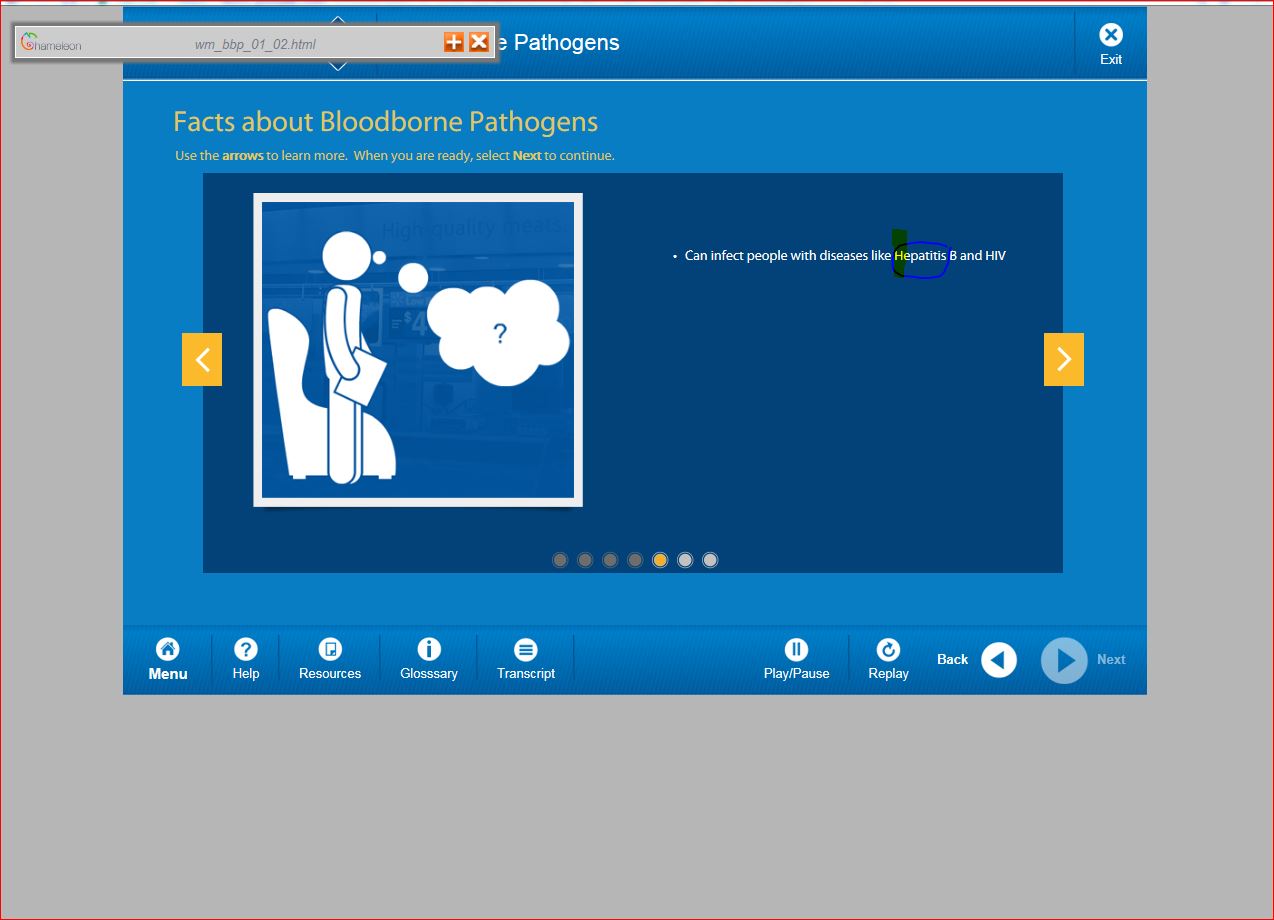 Chameleon
wm_bbp_01_02.html
e Pathogens
Exit
Facts about Bloodborne Pathogens
Use the arrows to learn more. When you are ready, select Next to continue.
High quality meats.
$4
?
• Can infect people with diseases like Hepatitis B and HIV
Menu
Help
Resources
Glosssary
Transcript
Play/Pause
Replay
Back
Next